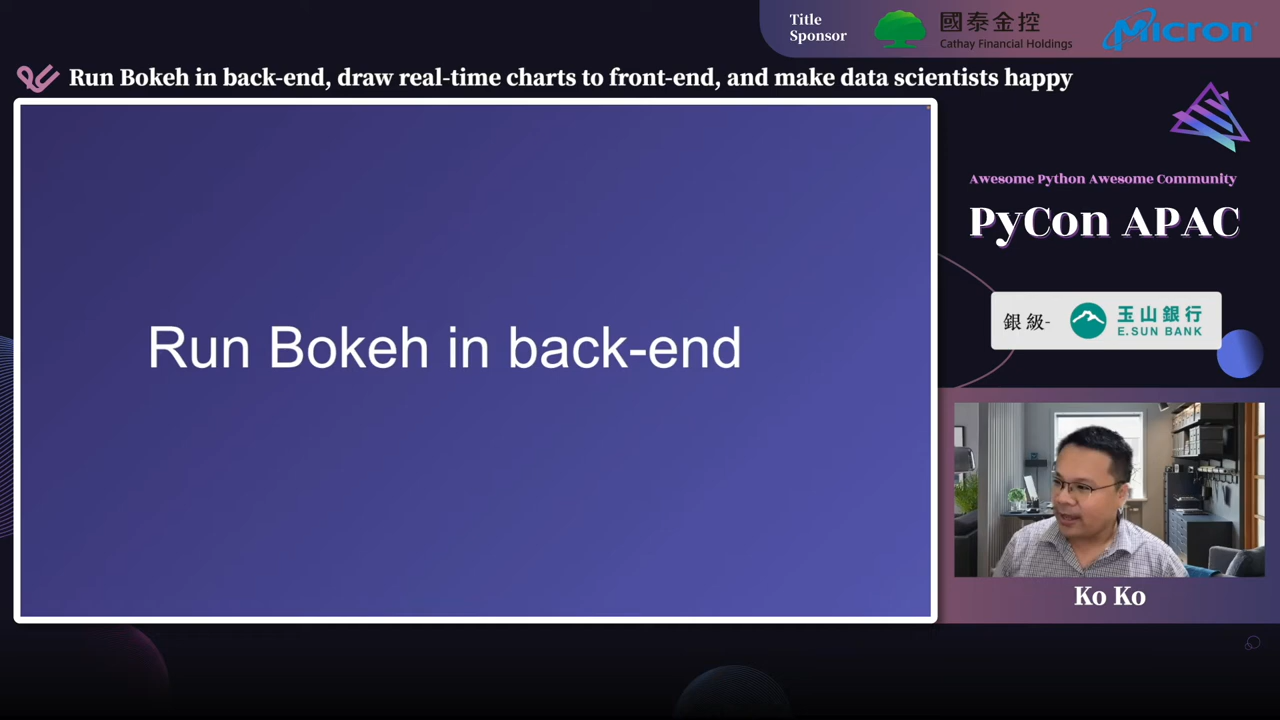 Title
Sponsor
國泰金控
Cathay Financial Holdings
Micron
Run Bokeh in back-end, draw real-time charts to front-end, and make data scientists happy
Run Bokeh in back-end
Awesome Python Awesome Community
PyCon APAC
銀級-
玉山銀行
E.SUN BANK
Ko Ko